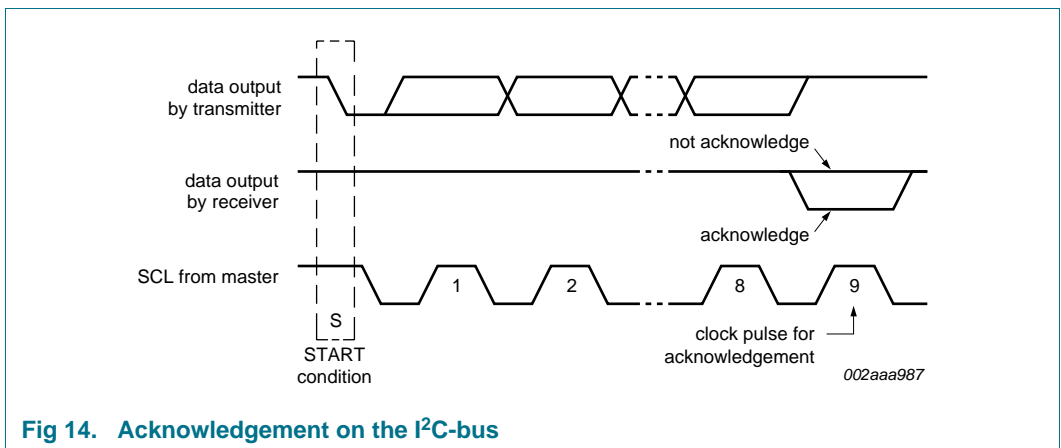 data output
by transmitter
not acknowledge
data output
by receiver
acknowledge
SCL from master
1
2
8
9
S
START
condition
clock pulse for
acknowledgement
002aaa987
Fig 14. Acknowledgement on the I²C-bus